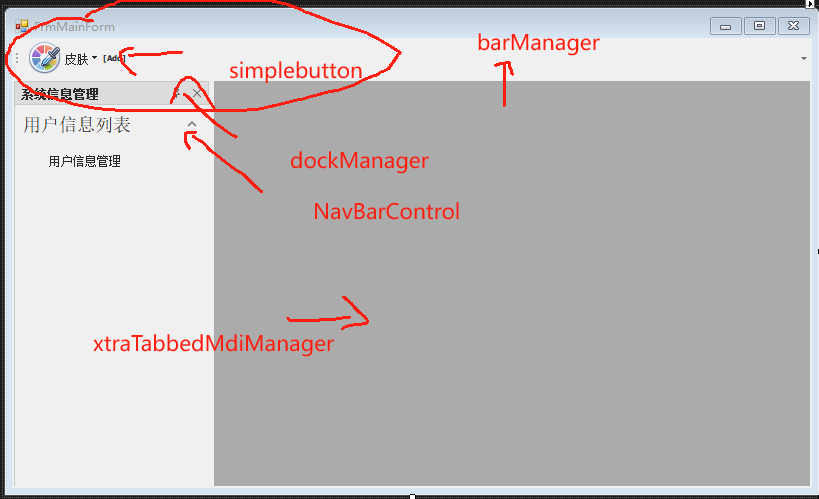 FrmMainForm
barManager
皮肤 [Add]
simplebutton
系统信息管理
用户信息列表
dockManager
用户信息管理
NavBarControl
xtraTabbedMdiManager